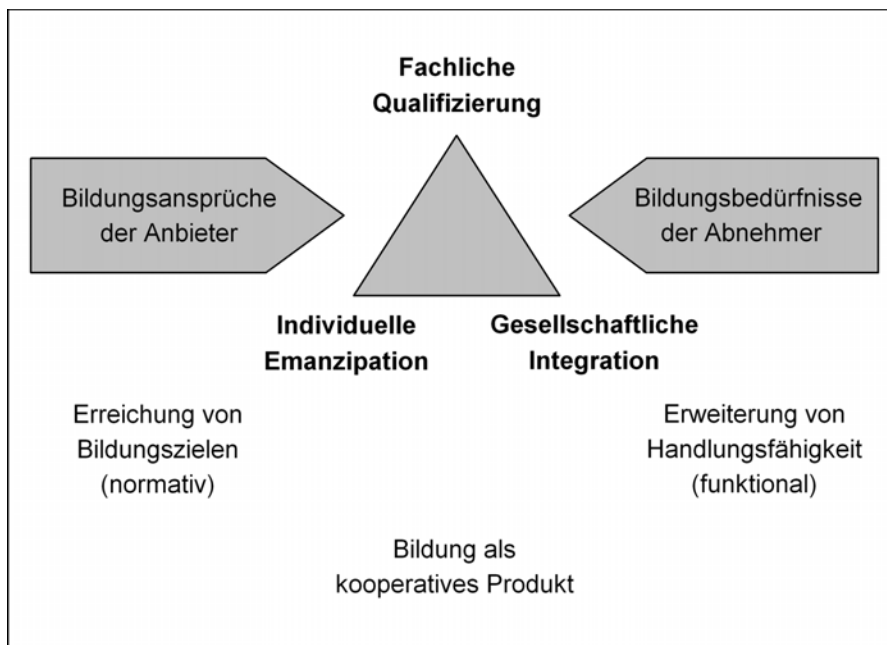 Fachliche
Qualifizierung
Bildungsansprüche
der Anbieter
Bildungsbedürfnisse
der Abnehmer
Individuelle
Emanzipation
Gesellschaftliche
Integration
Erreichung von
Bildungszielen
(normativ)
Erweiterung von
Handlungsfähigkeit
(funktional)
Bildung als
kooperatives Produkt